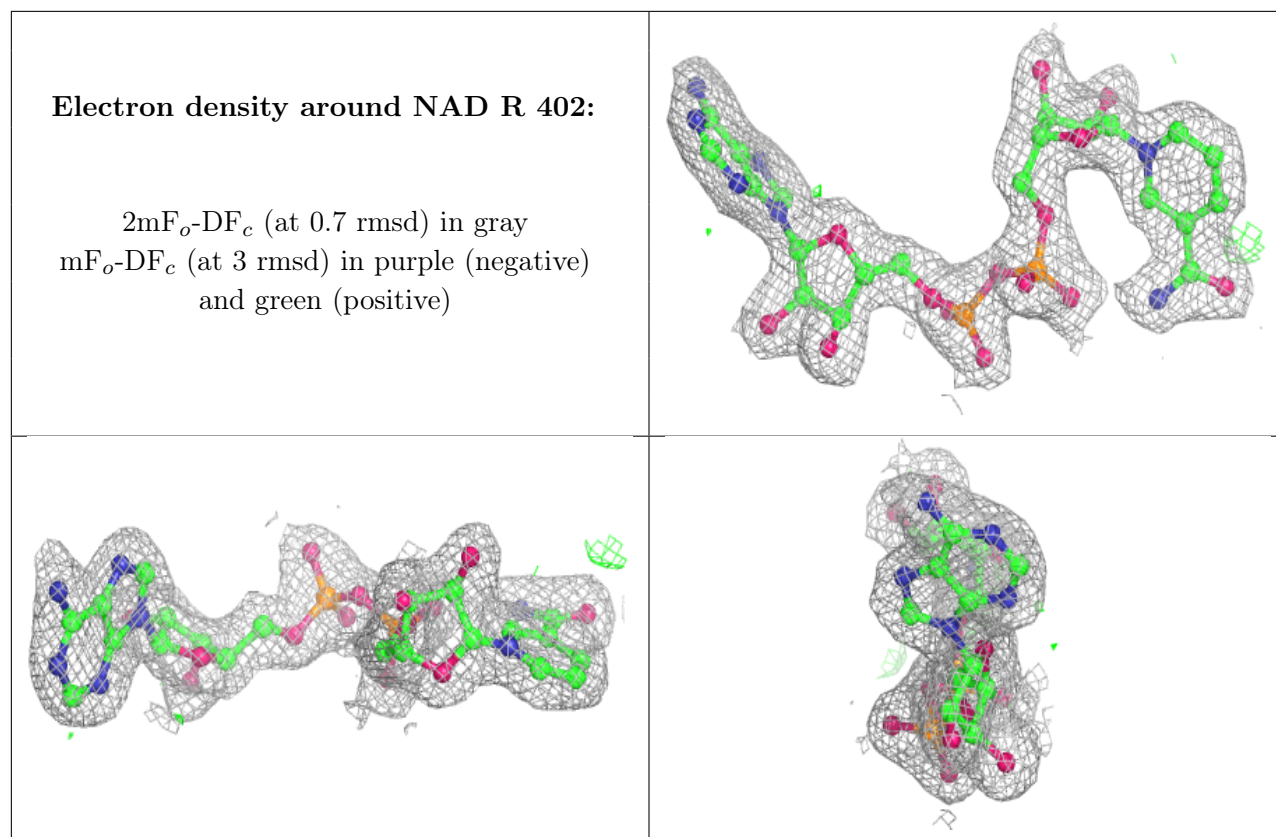 Electron density around NAD R 402:
2mFo-DFc (at 0.7 rmsd) in gray
mFo-DFc (at 3 rmsd) in purple (negative)
and green (positive)